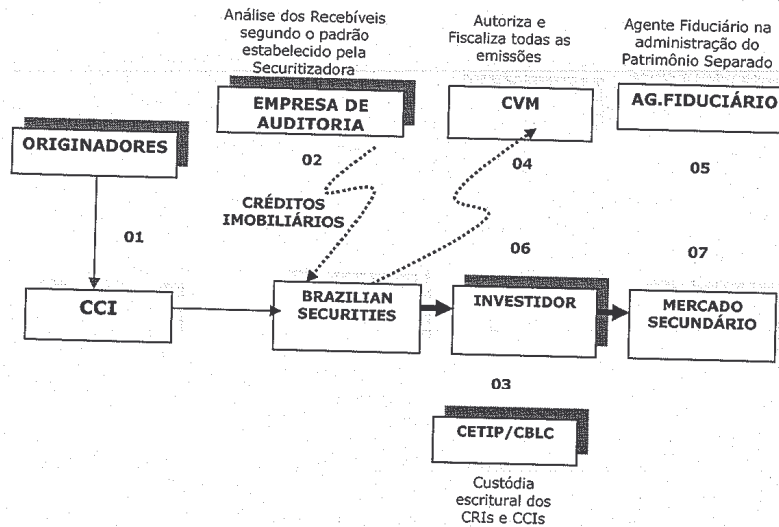 Análise dos Recebíveis
segundo o padrão
estabelecido pela
Securitizadora
Autoriza e
Fiscaliza todas as
emissões
Agente Fiduciário na
administração do
Patrimônio Separado
EMPRESA DE
AUDITORIA
CVM
AG.FIDUCIÁRIO
ORIGINADORES
02
04
05
CRÉDITOS
IMOBILIÁRIOS
01
06
07
CCI
BRAZILIAN
SECURITIES
INVESTIDOR
MERCADO
SECUNDÁRIO
03
CETIP/CBLC
Custódia
escritural dos
CRIs e CCIs